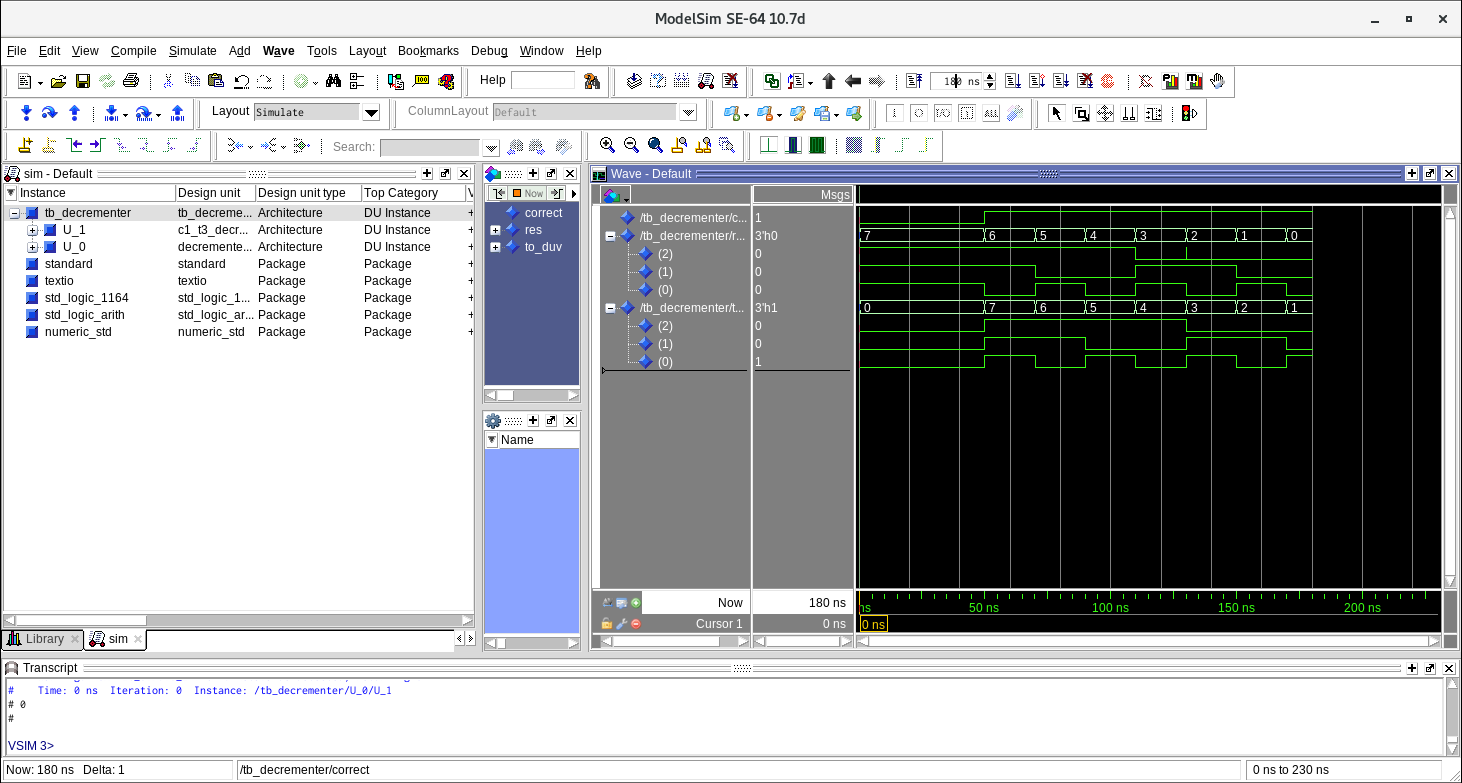 ModelSim SE-64 10.7d
File Edit View Compile Simulate Add Wave Tools Layout Bookmarks Debug Window Help
Help
ns
Layout Simulate
ColumnLayout Default
Search:
sim - Default
Instance Design unit Design unit type Top Category
tb_decrementer tb_decreme... Architecture DU Instance
U_1 c1_t3_decr... Architecture DU Instance
U_0 decremente... Architecture DU Instance
standard standard Package Package
textio textio Package Package
std_logic_1164 std_logic_1... Package Package
std_logic_arith std_logic_ar... Package Package
numeric_std numeric_std Package Package
Library sim
Now
correct
res
to_duv
Name
Wave - Default
Msgs
/tb_decrementer/c... 1
/tb_decrementer/r... 3'h0 7 6 5 4 3 2 1 0
(2) 0
(1) 0
(0) 0
/tb_decrementer/t... 3'h1 0 7 6 5 4 3 2 1
(2) 0
(1) 0
(0) 1
Now 180 ns ns 50 ns 100 ns 150 ns 200 ns
Cursor 1 0 ns 0 ns
Transcript
# Time: 0 ns Iteration: 0 Instance: /tb_decrementer/U_0/U_1
# 0
#
VSIM 3>
Now: 180 ns Delta: 1 /tb_decrementer/correct 0 ns to 230 ns